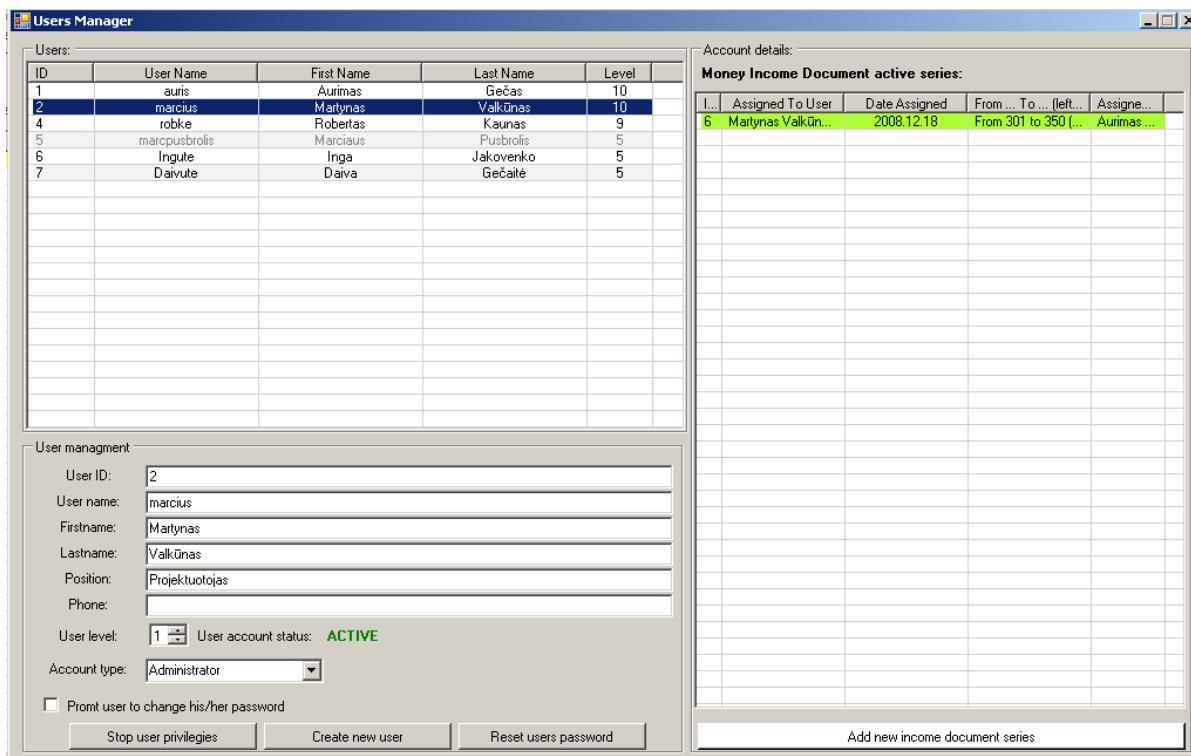 Users Manager
Users:
ID User Name First Name Last Name Level
1 auris Aurimas Gečas 10
2 marcius Martynas Valkūnas 10
4 robke Robertas Kaunas 9
5 marcpusbrolis Marciaus Pusbrolis 5
6 Ingute Inga Jakovenko 5
7 Daivute Daiva Gečaitė 5
User managment
User ID: 2
User name: marcius
Firstname: Martynas
Lastname: Valkūnas
Position: Projektuotojas
Phone:
User level: 1 User account status: ACTIVE
Account type: Administrator
Promt user to change his/her password
Stop user privilegies Create new user Reset users password
Account details:
Money Income Document active series:
I... Assigned To User Date Assigned From ... To ... (left... Assigne...
6 Martynas Valkūn... 2008.12.18 From 301 to 350 (... Aurimas ...
Add new income document series